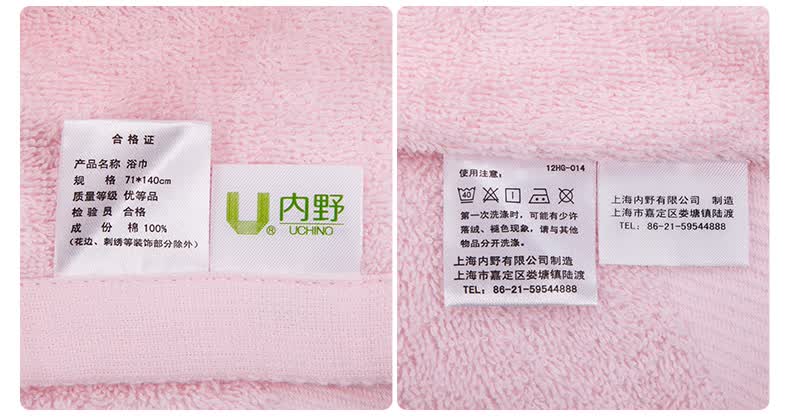 合格证
产品名称 浴巾
规 格 71*140cm
质量等级 优等品
检验员 合格
成 份 棉 100%
(花边、刺绣等装饰部分除外)
U® 内野
UCHINO
使用注意: 12HG-014
40
第一次洗涤时,可能有少许
落绒、褪色现象,请与其他
物品分开洗涤。
上海内野有限公司制造
上海市嘉定区娄塘镇陆渡
TEL: 86-21-59544888
上海内野有限公司 制造
上海市嘉定区娄塘镇陆渡
TEL: 86-21-59544888